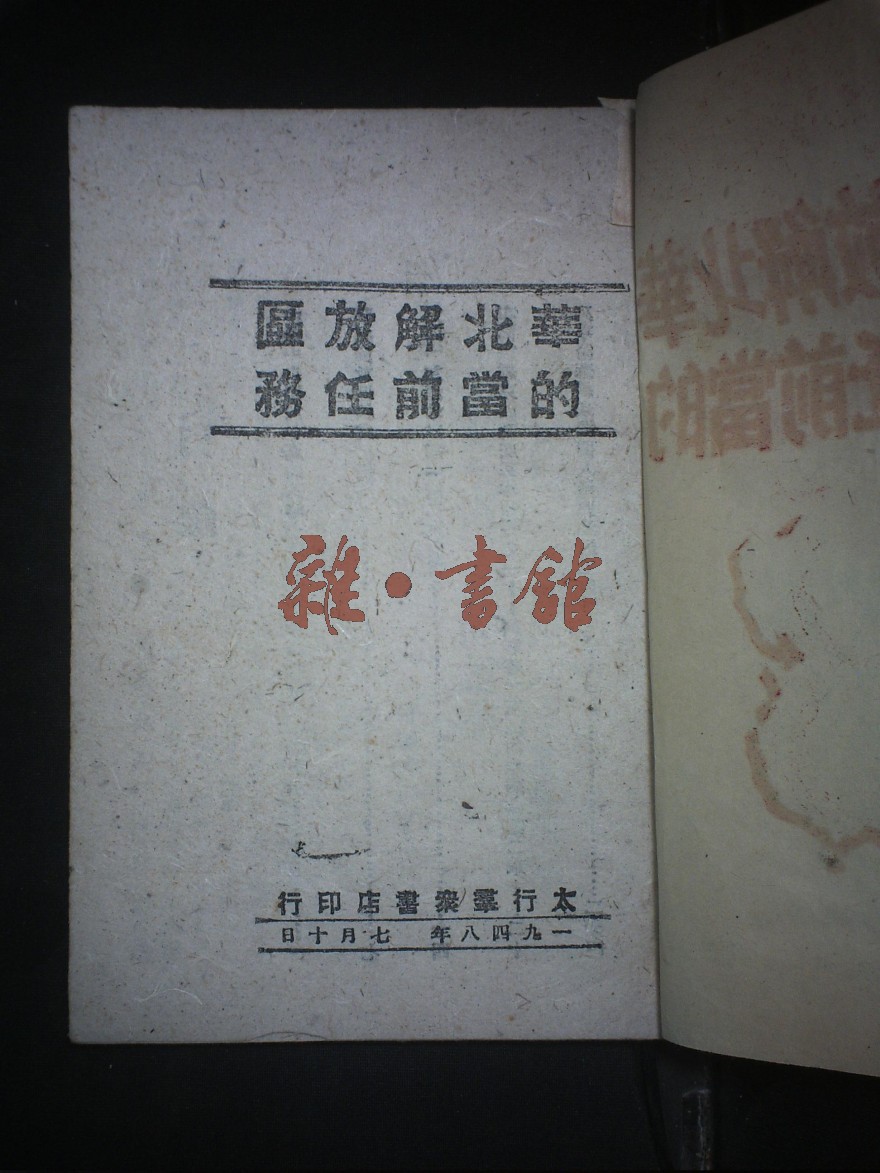 華北解放區
的當前任務
雜·書館
太行羣衆書店印行
一九四八年 七月十日